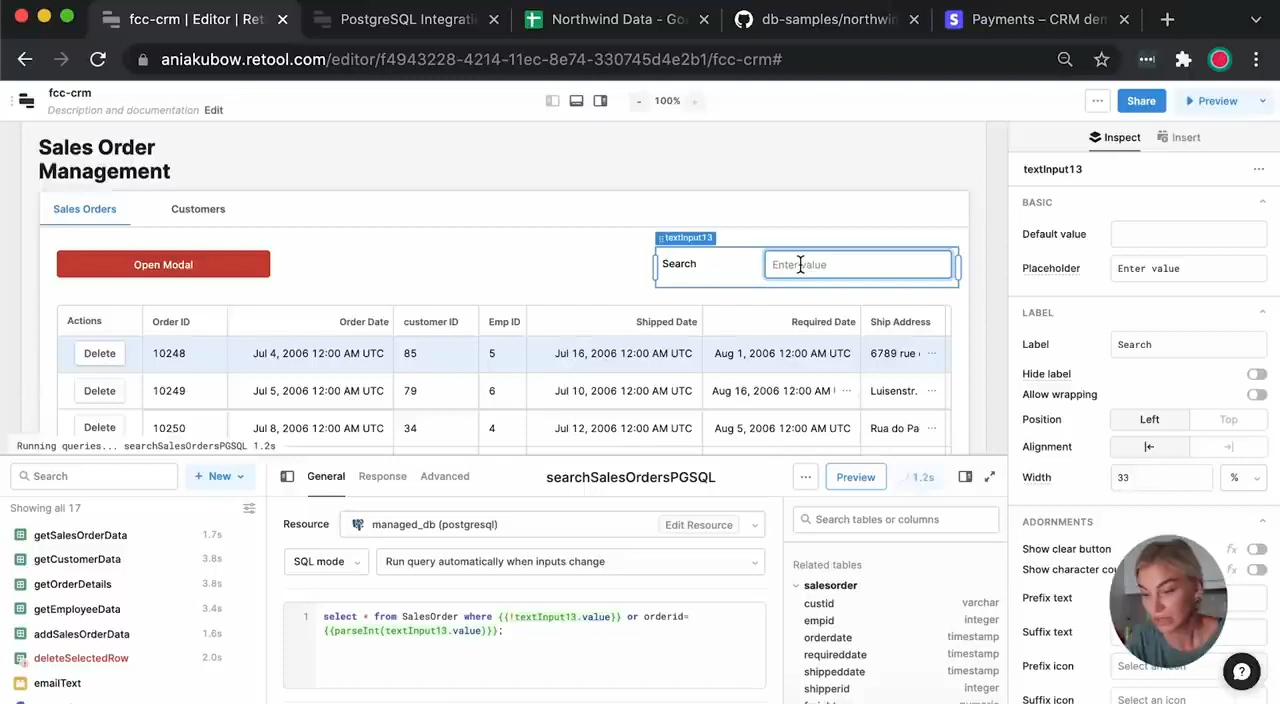 fcc-crm | Editor | Ret
PostgreSQL Integrati
Northwind Data - Go
db-samples/northwin
Payments – CRM den
aniakubow.retool.com/editor/f4943228-4214-11ec-8e74-330745d4e2b1/fcc-crm#
fcc-crm
Description and documentation Edit
- 100% +
Share
Preview
Sales Order
Management
Inspect
Insert
textInput13
Sales Orders
Customers
BASIC
Default value
Placeholder
Enter value
textInput13
Open Modal
Search
Enter value
LABEL
Label
Search
Hide label
Allow wrapping
Position
Left
Top
Alignment
Width
33
%
Actions
Order ID
Order Date
customer ID
Emp ID
Shipped Date
Required Date
Ship Address
Delete
10248
Jul 4, 2006 12:00 AM UTC
85
5
Jul 16, 2006 12:00 AM UTC
Aug 1, 2006 12:00 AM UTC
6789 rue
Delete
10249
Jul 5, 2006 12:00 AM UTC
79
6
Jul 10, 2006 12:00 AM UTC
Aug 16, 2006 12:00 AM
Luisenstr.
Delete
10250
Jul 8, 2006 12:00 AM UTC
34
4
Jul 12, 2006 12:00 AM UTC
Aug 5, 2006 12:00 AM UTC
Rua do Pa
Running queries... searchSalesOrdersPGSQL 1.2s
Search
+ New
General
Response
Advanced
searchSalesOrdersPGSQL
Preview
1.2s
Showing all 17
getSalesOrderData
1.7s
getCustomerData
3.8s
getOrderDetails
3.8s
getEmployeeData
3.4s
addSalesOrderData
1.6s
deleteSelectedRow
2.0s
emailText
Resource
managed_db (postgresql)
Edit Resource
SQL mode
Run query automatically when inputs change
1
select * from SalesOrder where {{!textInput13.value}} or orderid=
{{parseInt(textInput13.value)}};
Search tables or columns
Related tables
salesorder
custid
varchar
empid
integer
orderdate
timestamp
requireddate
timestamp
shippeddate
timestamp
shipperid
integer
ADORNMENTS
Show clear button
fx
Show character cou
fx
Prefix text
Suffix text
Prefix icon
Select an icon
Suffix icon
Select an icon